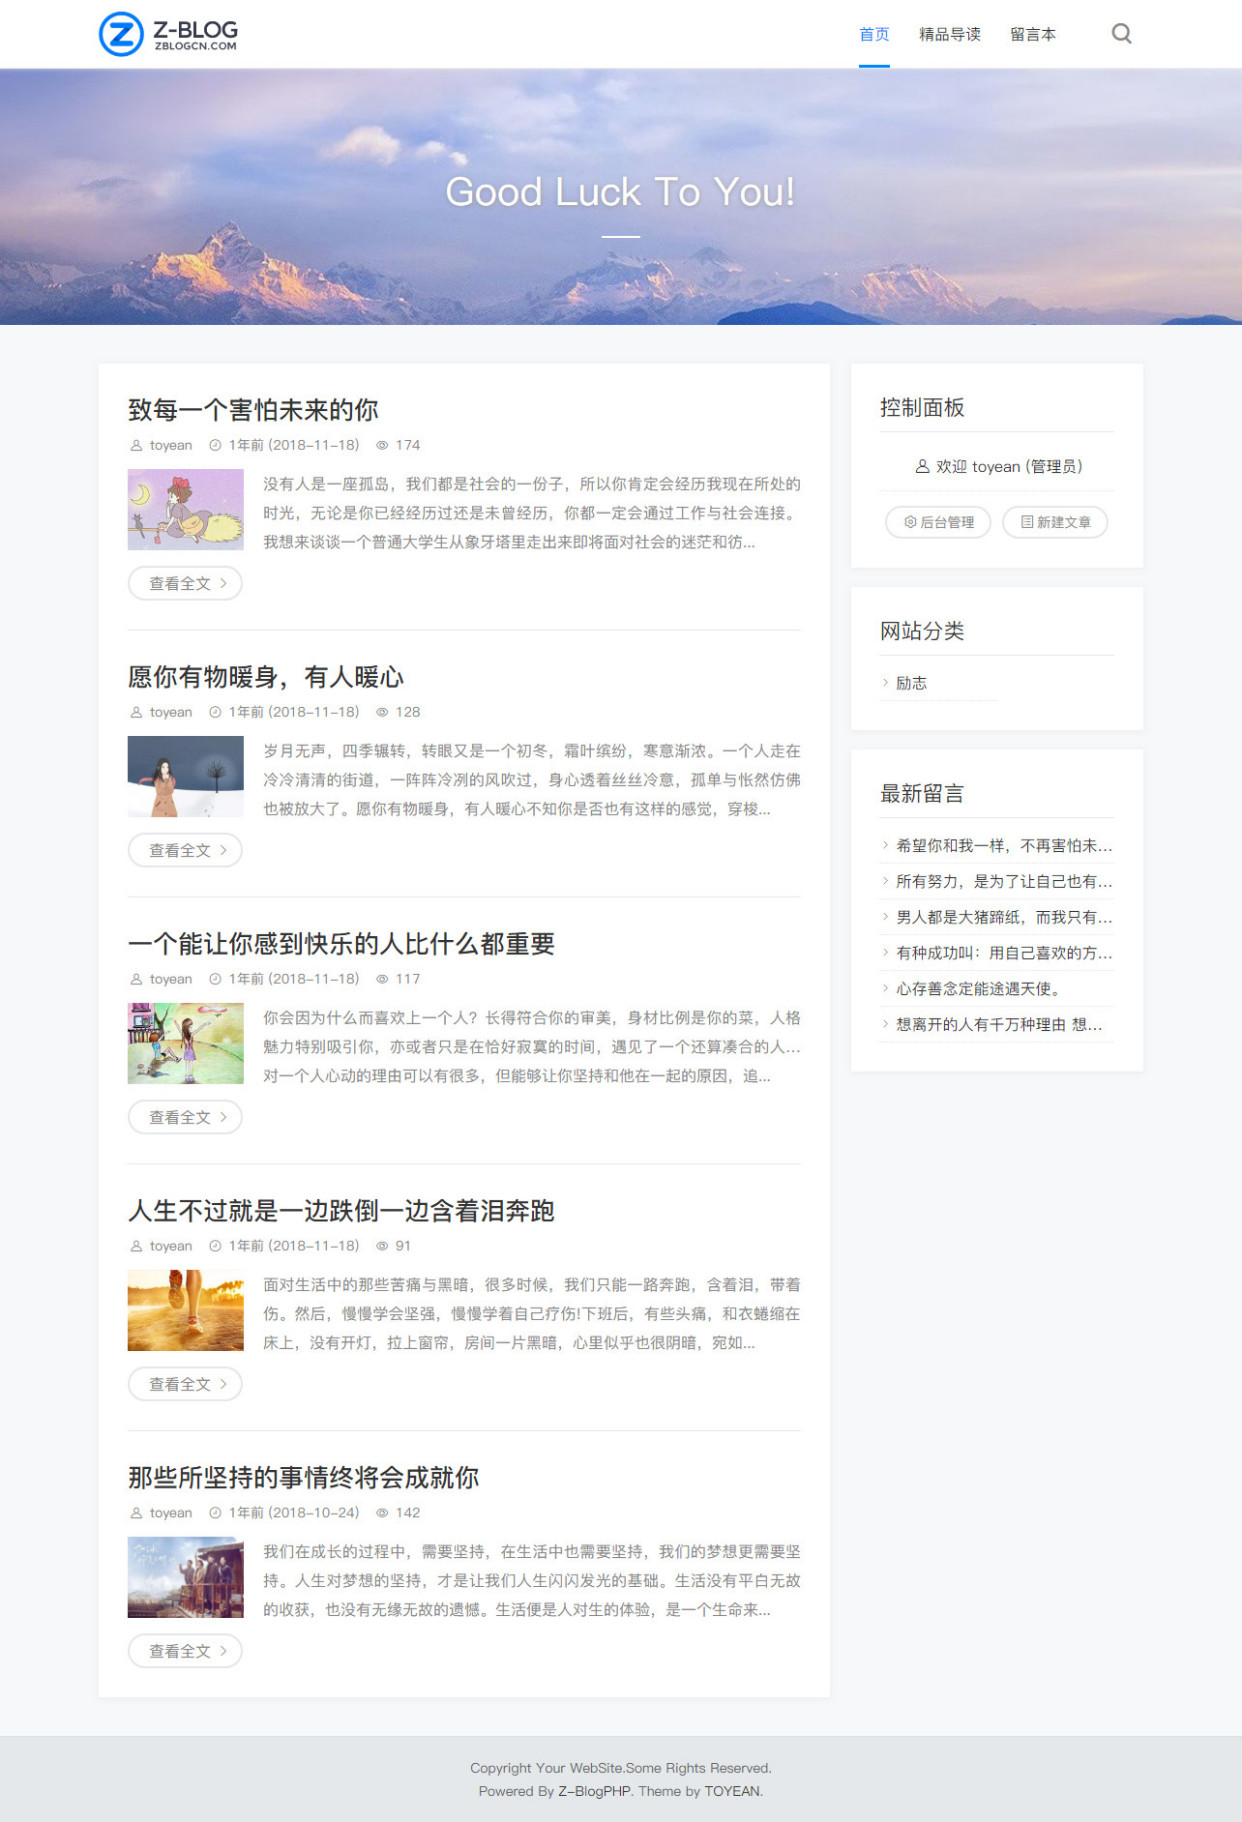 Z-BLOG
ZBLOGCN.COM
首页 精品导读 留言本
Good Luck To You!
致每一个害怕未来的你
toyean 1年前 (2018-11-18) 174
没有人是一座孤岛，我们都是社会的一份子，所以你肯定会经历我现在所处的
时光，无论是你已经经历过还是未曾经历，你都一定会通过工作与社会连接。
我想来谈谈一个普通大学生从象牙塔里走出来即将面对社会的迷茫和彷...
查看全文
愿你有物暖身，有人暖心
toyean 1年前 (2018-11-18) 128
岁月无声，四季辗转，转眼又是一个初冬，霜叶缤纷，寒意渐浓。一个人走在
冷冷清清的街道，一阵阵冷冽的风吹过，身心透着丝丝冷意，孤单与怅然仿佛
也被放大了。愿你有物暖身，有人暖心不知你是否也有这样的感觉，穿梭...
查看全文
一个能让你感到快乐的人比什么都重要
toyean 1年前 (2018-11-18) 117
你会因为什么而喜欢上一个人？长得符合你的审美，身材比例是你的菜，人格
魅力特别吸引你，亦或者只是在恰好寂寞的时间，遇见了一个还算凑合的人...
对一个人心动的理由可以有很多，但能够让你坚持和他在一起的原因，追...
查看全文
人生不过就是一边跌倒一边含着泪奔跑
toyean 1年前 (2018-11-18) 91
面对生活中的那些苦痛与黑暗，很多时候，我们只能一路奔跑，含着泪，带着
伤。然后，慢慢学会坚强，慢慢学着自己疗伤!下班后，有些头痛，和衣蜷缩在
床上，没有开灯，拉上窗帘，房间一片黑暗，心里似乎也很阴暗，宛如...
查看全文
那些所坚持的事情终将会成就你
toyean 1年前 (2018-10-24) 142
我们在成长的过程中，需要坚持，在生活中也需要坚持，我们的梦想更需要坚
持。人生对梦想的坚持，才是让我们人生闪闪发光的基础。生活没有平白无故
的收获，也没有无缘无故的遗憾。生活便是人对生的体验，是一个生命来...
查看全文
控制面板
欢迎 toyean (管理员)
后台管理 新建文章
网站分类
励志
最新留言
希望你和我一样，不再害怕未...
所有努力，是为了让自己也有...
男人都是大猪蹄纸，而我只有...
有种成功叫：用自己喜欢的方...
心存善念定能途遇天使。
想离开的人有千万种理由 想...
Copyright Your WebSite.Some Rights Reserved.
Powered By Z-BlogPHP. Theme by TOYEAN.